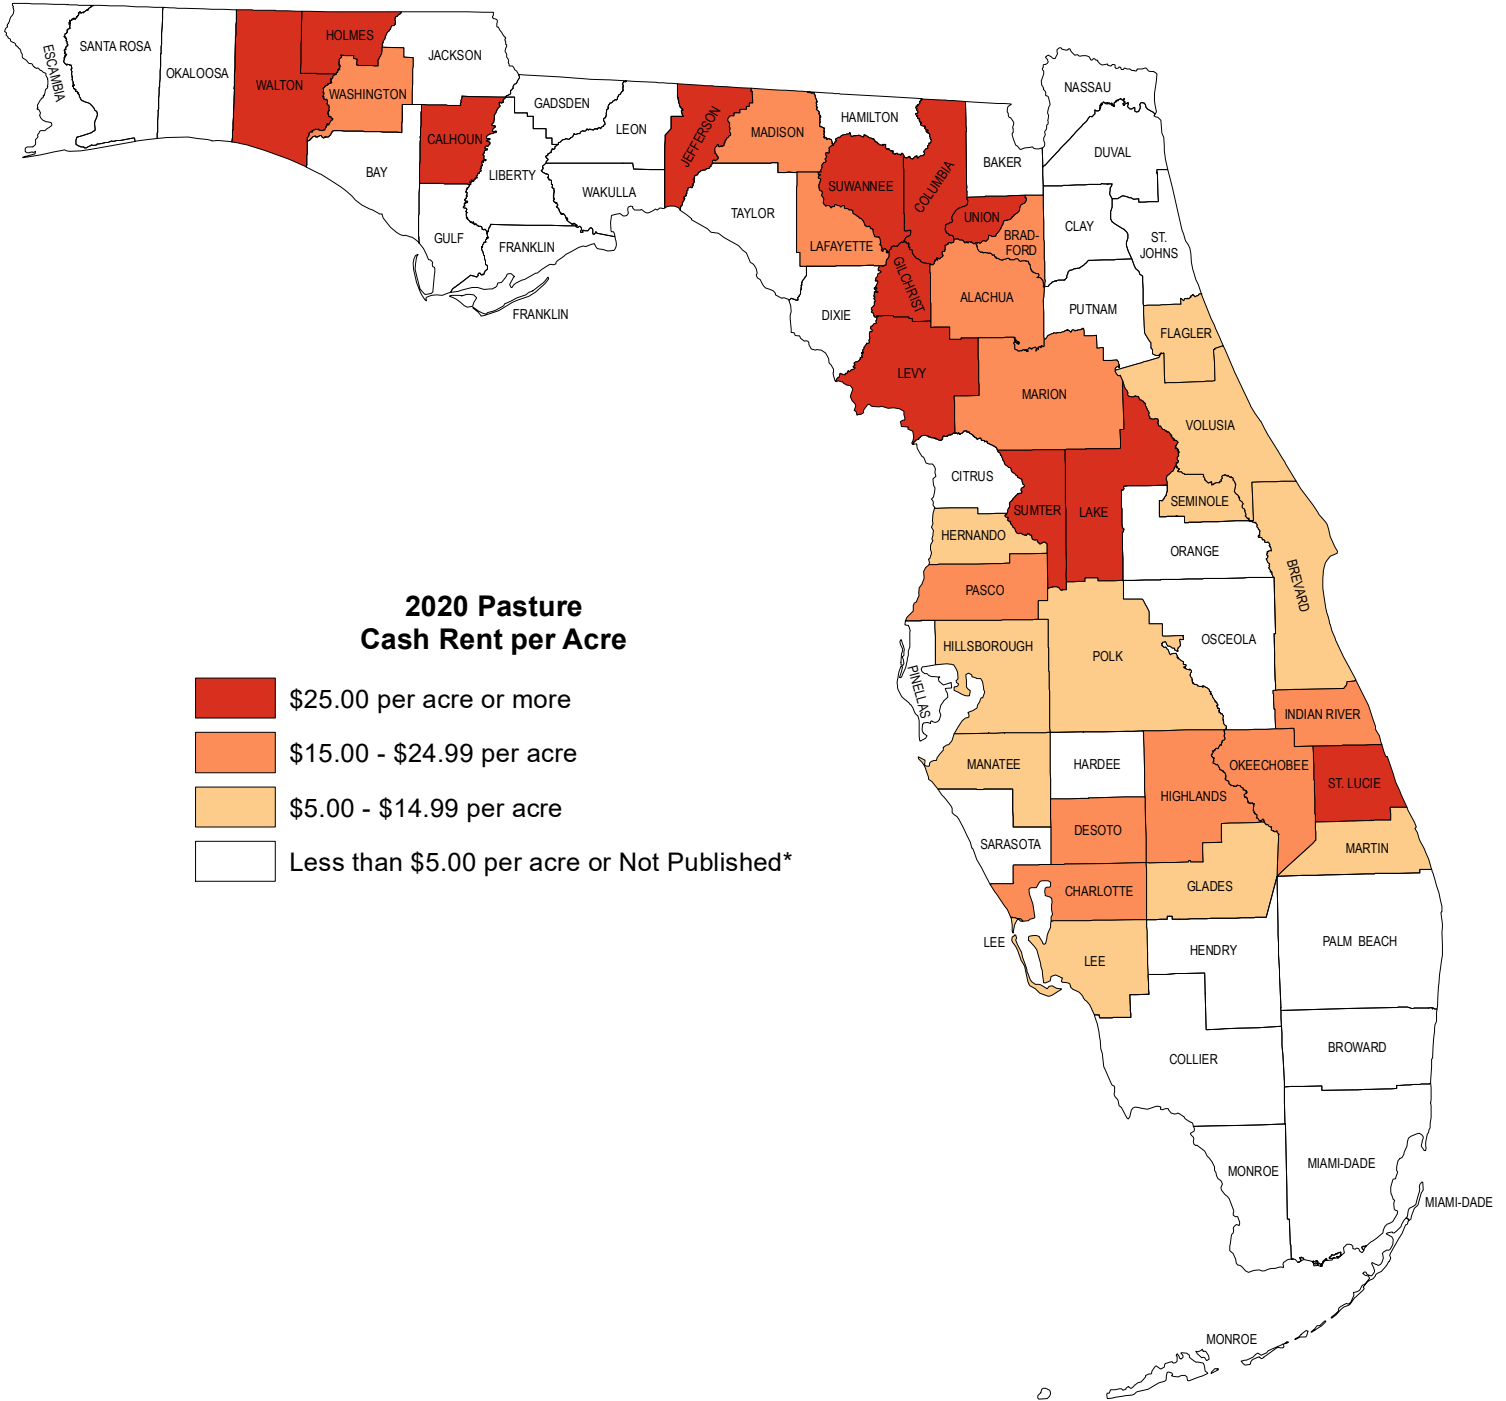 ESCAMBIA
SANTA ROSA
OKALOOSA
WALTON
HOLMES
WASHINGTON
JACKSON
CALHOUN
BAY
GULF
LIBERTY
GADSDEN
LEON
WAKULLA
FRANKLIN
FRANKLIN
JEFFERSON
MADISON
TAYLOR
HAMILTON
SUWANNEE
LAFAYETTE
DIXIE
COLUMBIA
BAKER
UNION
BRAD-
FORD
GILCHRIST
ALACHUA
NASSAU
DUVAL
CLAY
ST.
JOHNS
PUTNAM
FLAGLER
LEVY
MARION
VOLUSIA
CITRUS
SUMTER
LAKE
SEMINOLE
HERNANDO
ORANGE
BREVARD
PASCO
2020 Pasture
Cash Rent per Acre
$25.00 per acre or more
$15.00 - $24.99 per acre
$5.00 - $14.99 per acre
Less than $5.00 per acre or Not Published*
PINELLAS
HILLSBOROUGH
POLK
OSCEOLA
INDIAN RIVER
MANATEE
HARDEE
HIGHLANDS
OKEECHOBEE
ST. LUCIE
SARASOTA
DESOTO
MARTIN
CHARLOTTE
GLADES
LEE
LEE
HENDRY
PALM BEACH
COLLIER
BROWARD
MONROE
MIAMI-DADE
MIAMI-DADE
MONROE